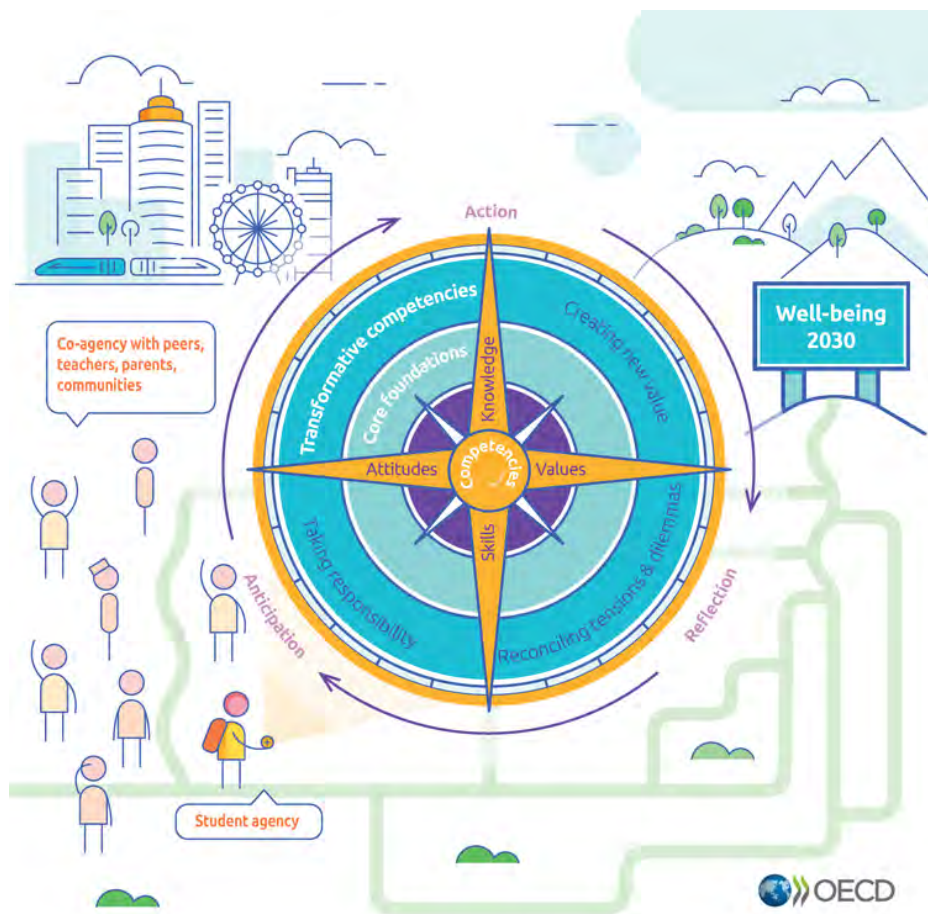 Action
Transformative competencies
Creating new value
Well-being
2030
Co-agency with peers,
teachers, parents,
communities
Core foundations
Knowledge
Attitudes
Competencies
Values
Skills
Taking responsibility
Reconciling tensions & dilemmas
Anticipation
Reflection
Student agency
OECD